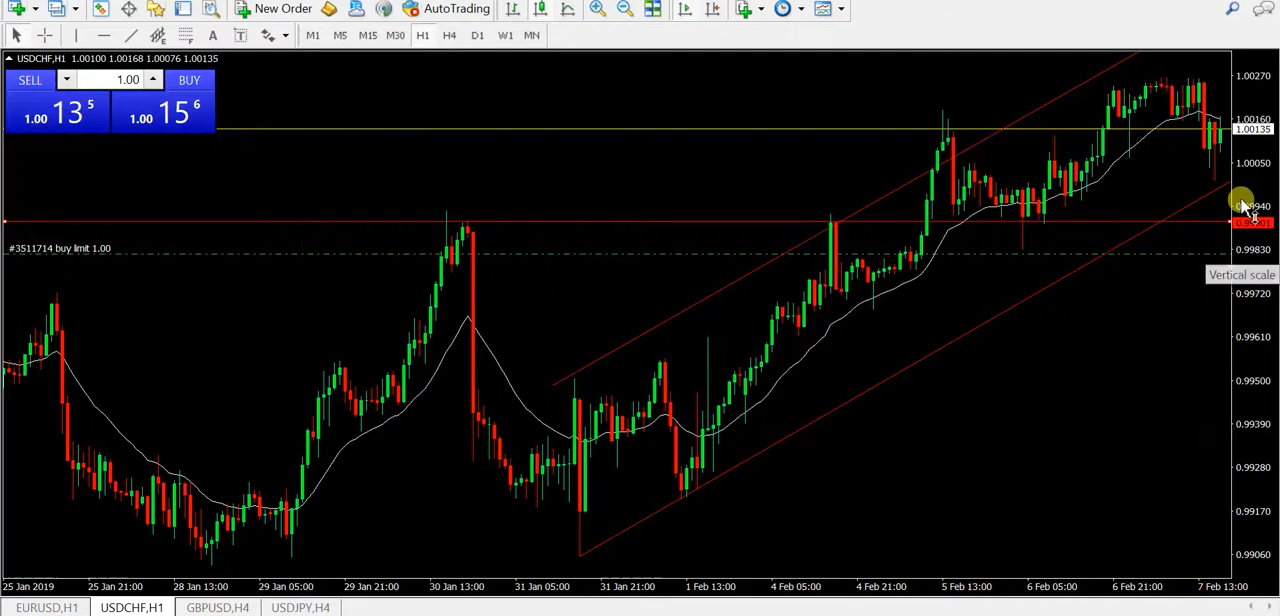 New Order
AutoTrading
A
T
M1 M5 M15 M30 H1 H4 D1 W1 MN
USDCHF,H1 1.00100 1.00168 1.00076 1.00135
SELL 1.00 BUY
1.00 13 5
1.00 15 6
#3511714 buy limit 1.00
1.00270
1.00160
1.00135
1.00050
0.99940
0.99830
Vertical scale
0.99720
0.99610
0.99500
0.99390
0.99280
0.99170
0.99060
25 Jan 2019 25 Jan 21:00 28 Jan 13:00 29 Jan 05:00 29 Jan 21:00 30 Jan 13:00 31 Jan 05:00 31 Jan 21:00 1 Feb 13:00 4 Feb 05:00 4 Feb 21:00 5 Feb 13:00 6 Feb 05:00 6 Feb 21:00 7 Feb 13:00
EURUSD,H1 USDCHF,H1 GBPUSD,H4 USDJPY,H4